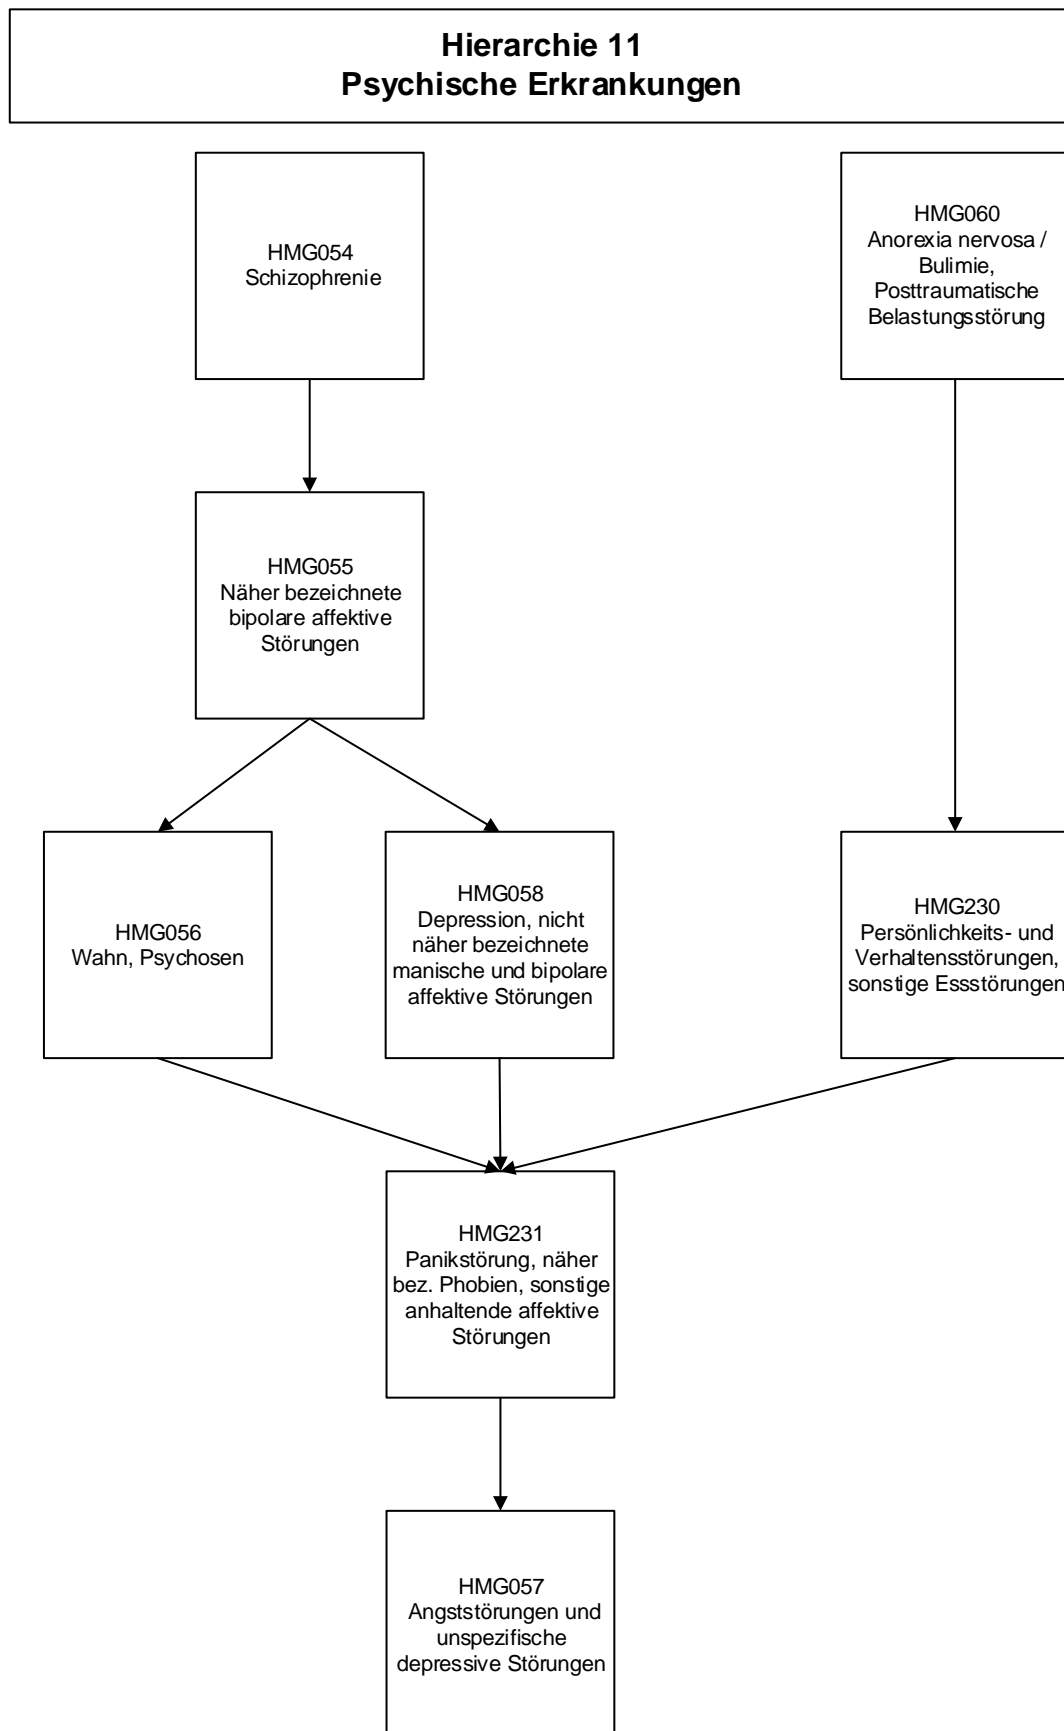 Hierarchie 11
Psychische Erkrankungen
HMG054
Schizophrenie
HMG060
Anorexia nervosa /
Bulimie,
Posttraumatische
Belastungsstörung
HMG055
Näher bezeichnete
bipolare affektive
Störungen
HMG056
Wahn, Psychosen
HMG058
Depression, nicht
näher bezeichnete
manische und bipolare
affektive Störungen
HMG230
Persönlichkeits- und
Verhaltensstörungen,
sonstige Essstörungen
HMG231
Panikstörung, näher
bez. Phobien, sonstige
anhaltende affektive
Störungen
HMG057
Angststörungen und
unspezifische
depressive Störungen